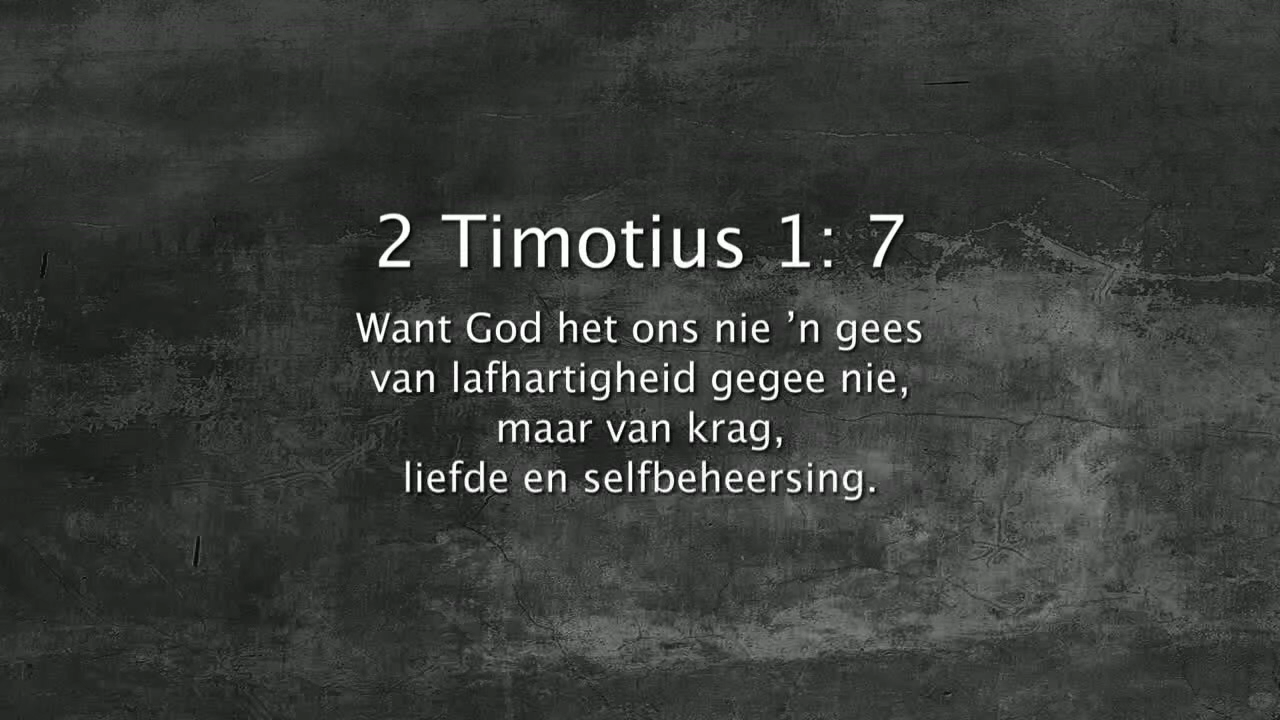 2 Timotius 1: 7
Want God het ons nie ’n gees
van lafhartigheid gegee nie,
maar van krag,
liefde en selfbeheersing.